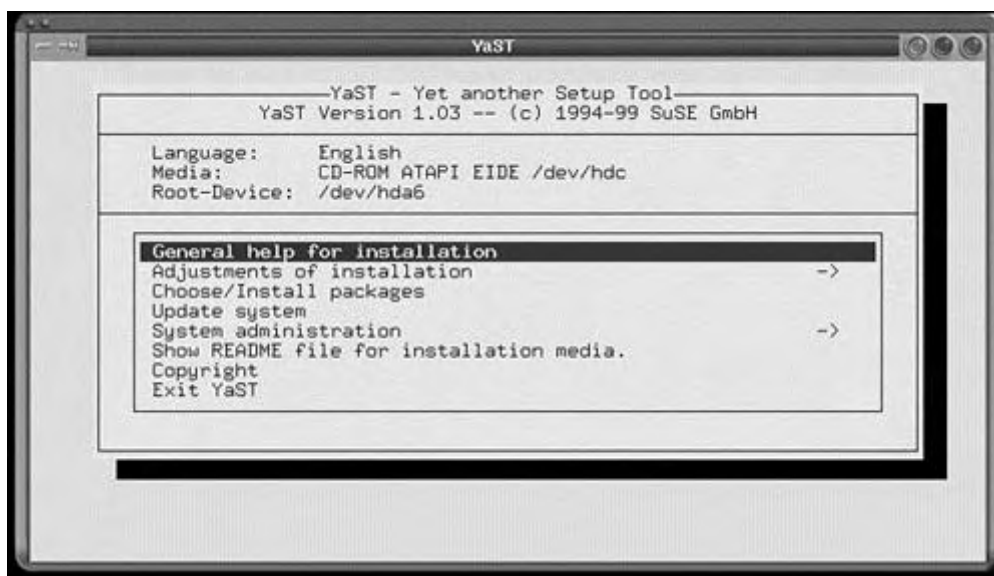 YaST
YaST - Yet another Setup Tool
YaST Version 1.03 -- (c) 1994-99 SuSE GmbH
Language: English
Media: CD-ROM ATAPI EIDE /dev/hdc
Root-Device: /dev/hda6
General help for installation
Adjustments of installation ->
Choose/Install packages
Update system
System administration ->
Show README file for installation media.
Copyright
Exit YaST